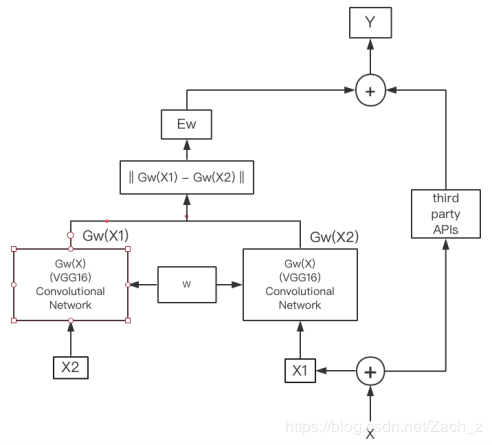 Y
+
Ew
‖ Gw(X1) – Gw(X2) ‖
third
party
APIs
Gw(X1)
Gw(X2)
Gw(X)
(VGG16)
Convolutional
Network
w
Gw(X)
(VGG16)
Convolutional
Network
X2
X1
+
X
https://blog.csdn.net/Zach_z